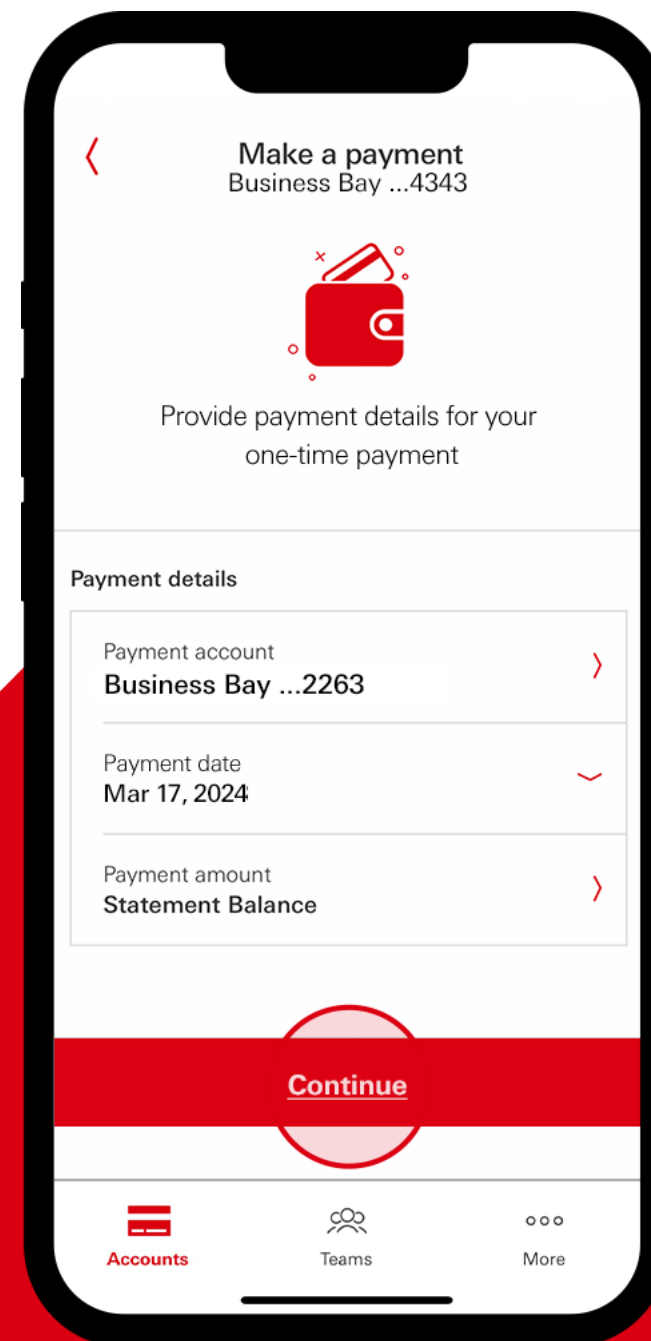 Make a payment
Business Bay ...4343
Provide payment details for your
one-time payment
Payment details
Payment account
Business Bay ...2263
Payment date
Mar 17, 2024
Payment amount
Statement Balance
Continue
Accounts
Teams
More